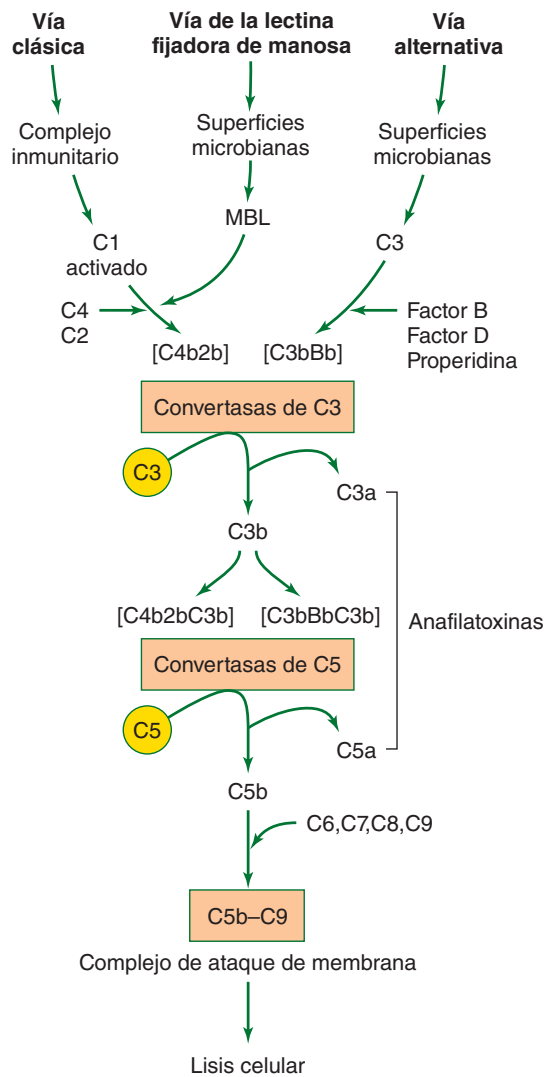 Vía
clásica
Vía de la lectina
fijadora de manosa
Vía
alternativa
Complejo
inmunitario
Superficies
microbianas
Superficies
microbianas
MBL
C1
activado
C3
C4
C2
Factor B
Factor D
Properidina
[C4b2b]
[C3bBb]
Convertasas de C3
C3
C3a
C3b
[C4b2bC3b]
[C3bBbC3b]
Anafilatoxinas
Convertasas de C5
C5
C5a
C5b
C6,C7,C8,C9
C5b–C9
Complejo de ataque de membrana
Lisis celular